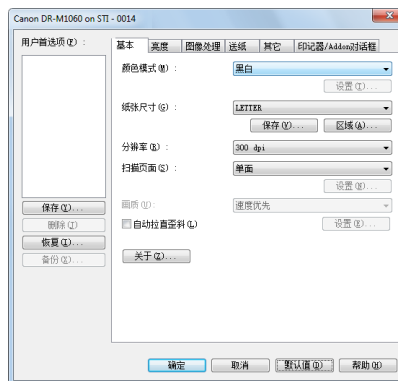 Canon DR-M1060 on STI - 0014
用户首选项(P) :
基本 亮度 图像处理 送纸 其它 印记器/Addon对话框
颜色模式(M) :
黑白
设置(T)...
纸张尺寸(G) :
LETTER
保存(V)... 区域(A)...
分辨率(R) :
300 dpi
扫描页面(S) :
单面
设置(N)...
画质(U):
速度优先
自动拉直歪斜(L)
设置(E)...
关于(Z)...
保存(Y)...
删除(J)
恢复(I)...
备份(X)...
确定 取消 默认值(D) 帮助(H)